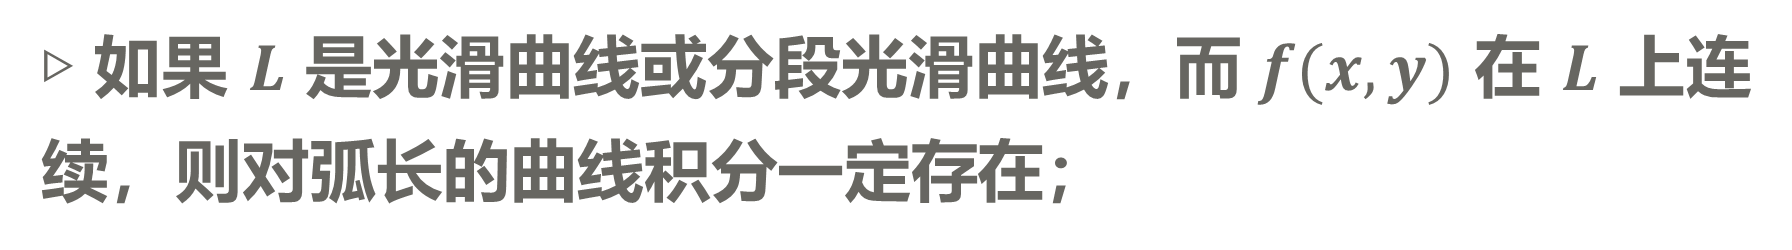 ▷ 如果 L 是光滑曲线或分段光滑曲线，而 f(x, y) 在 L 上连
续，则对弧长的曲线积分一定存在；